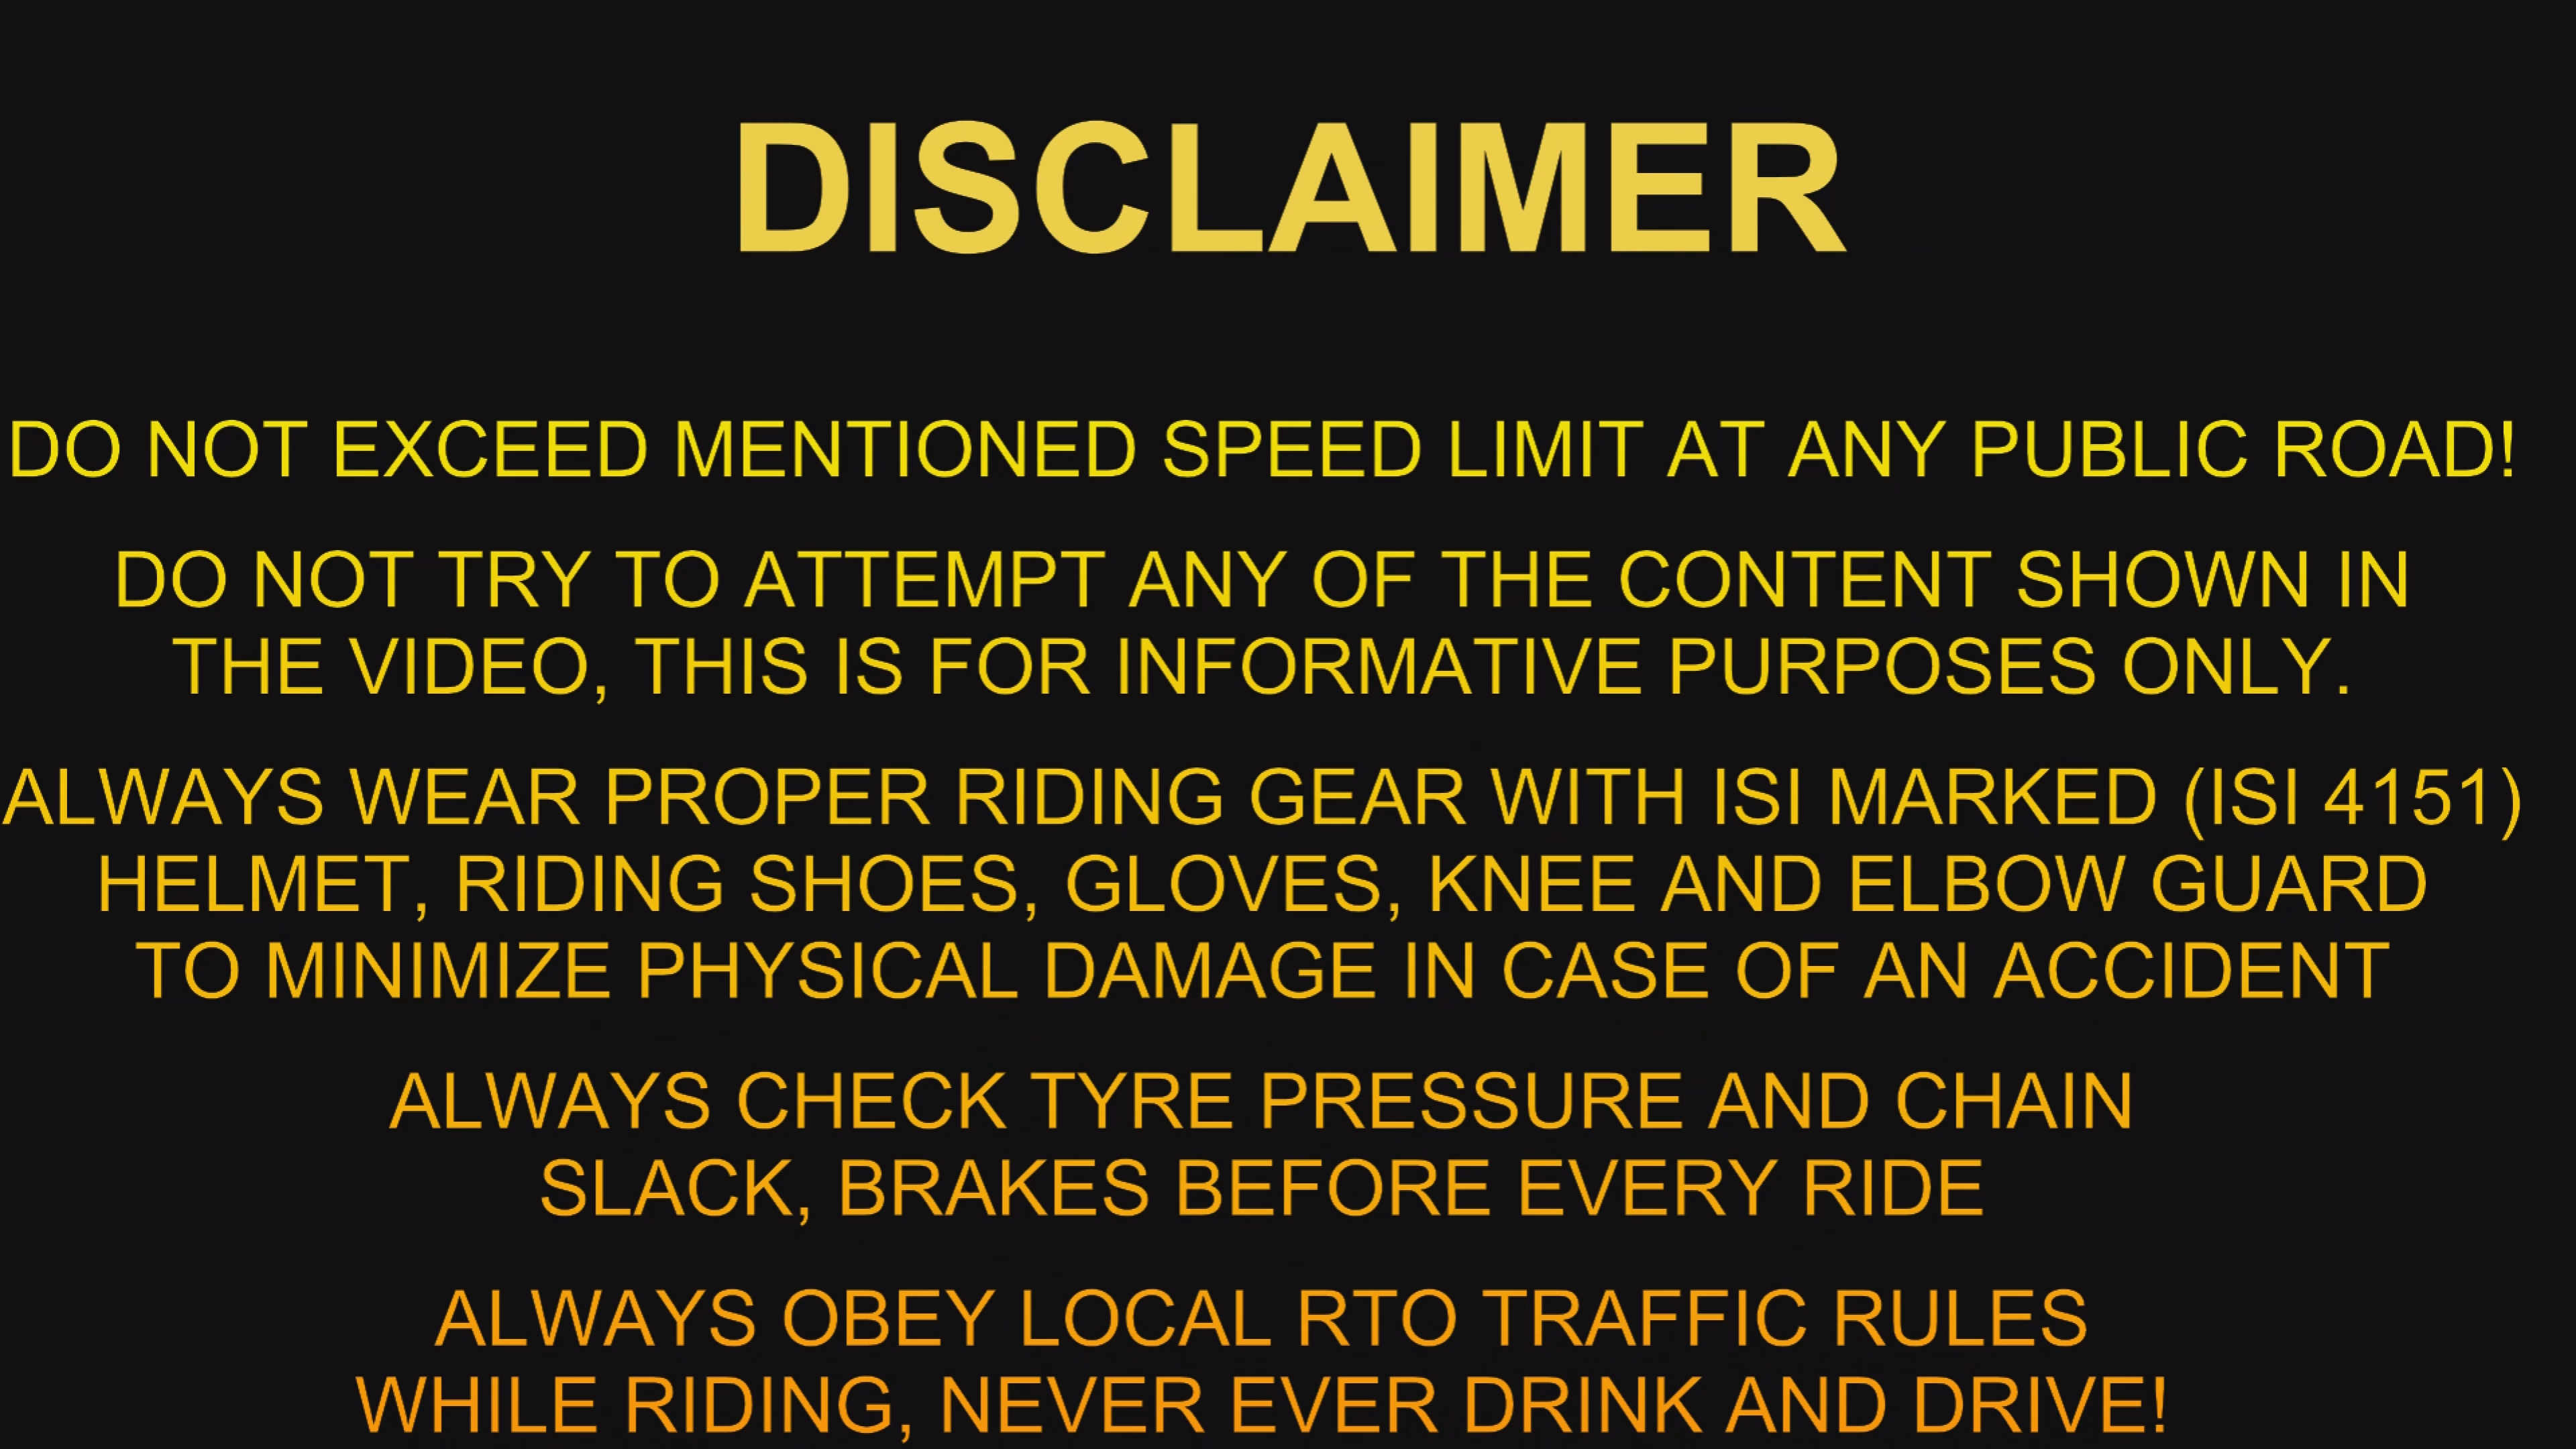 DISCLAIMER
DO NOT EXCEED MENTIONED SPEED LIMIT AT ANY PUBLIC ROAD!
DO NOT TRY TO ATTEMPT ANY OF THE CONTENT SHOWN IN
THE VIDEO, THIS IS FOR INFORMATIVE PURPOSES ONLY.
ALWAYS WEAR PROPER RIDING GEAR WITH ISI MARKED (ISI 4151)
HELMET, RIDING SHOES, GLOVES, KNEE AND ELBOW GUARD
TO MINIMIZE PHYSICAL DAMAGE IN CASE OF AN ACCIDENT
ALWAYS CHECK TYRE PRESSURE AND CHAIN
SLACK, BRAKES BEFORE EVERY RIDE
ALWAYS OBEY LOCAL RTO TRAFFIC RULES
WHILE RIDING, NEVER EVER DRINK AND DRIVE!